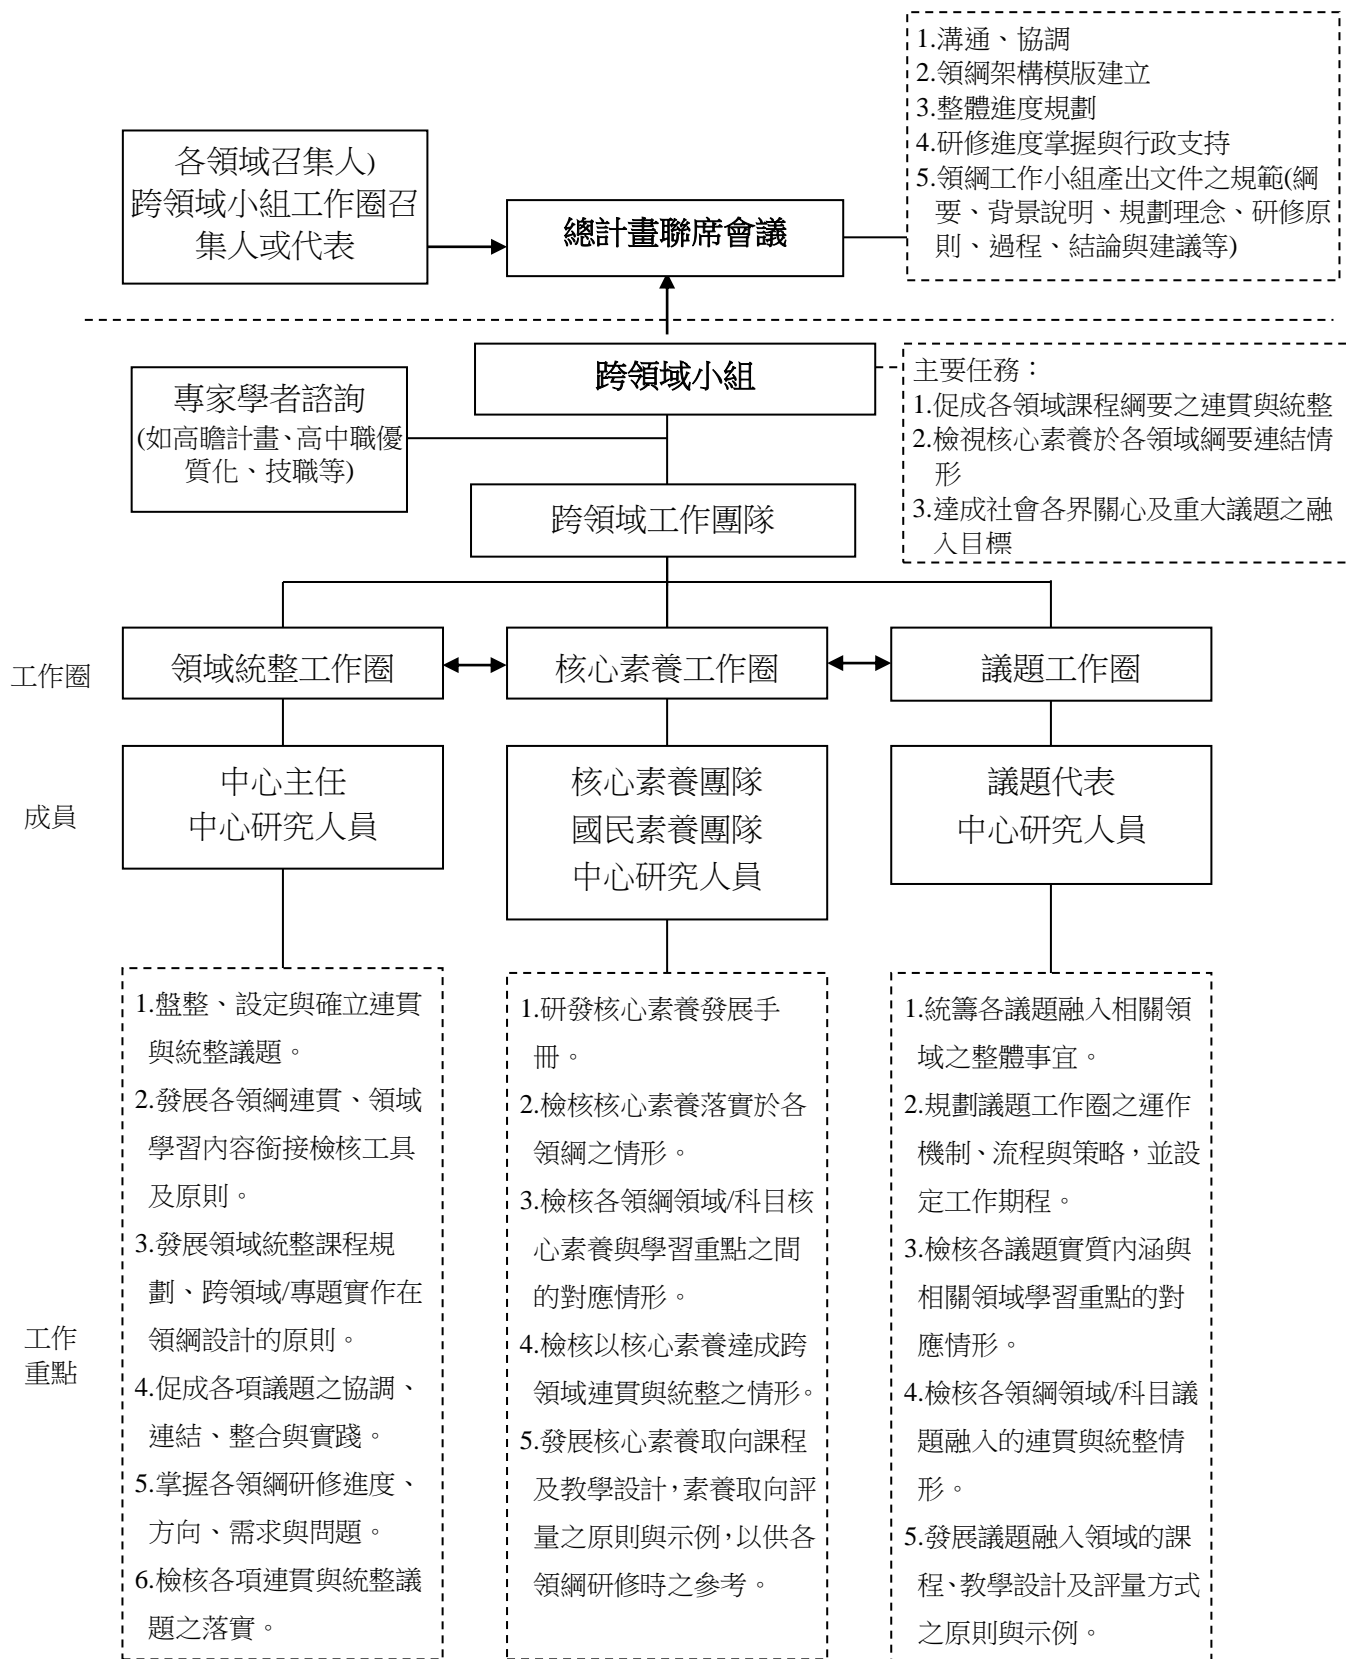 1.溝通、協調
2.領綱架構模版建立
3.整體進度規劃
4.研修進度掌握與行政支持
5.領綱工作小組產出文件之規範(綱
要、背景說明、規劃理念、研修原
則、過程、結論與建議等)
各領域召集人)
跨領域小組工作圈召
集人或代表
總計畫聯席會議
跨領域小組
主要任務：
1.促成各領域課程綱要之連貫與統整
2.檢視核心素養於各領域綱要連結情
形
3.達成社會各界關心及重大議題之融
入目標
專家學者諮詢
(如高瞻計畫、高中職優
質化、技職等)
跨領域工作團隊
工作圈
領域統整工作圈
核心素養工作圈
議題工作圈
成員
中心主任
中心研究人員
核心素養團隊
國民素養團隊
中心研究人員
議題代表
中心研究人員
工作
重點
1.盤整、設定與確立連貫
與統整議題。
2.發展各領綱連貫、領域
學習內容銜接檢核工具
及原則。
3.發展領域統整課程規
劃、跨領域/專題實作在
領綱設計的原則。
4.促成各項議題之協調、
連結、整合與實踐。
5.掌握各領綱研修進度、
方向、需求與問題。
6.檢核各項連貫與統整議
題之落實。
1.研發核心素養發展手
冊。
2.檢核核心素養落實於各
領綱之情形。
3.檢核各領綱領域/科目核
心素養與學習重點之間
的對應情形。
4.檢核以核心素養達成跨
領域連貫與統整之情形。
5.發展核心素養取向課程
及教學設計，素養取向評
量之原則與示例，以供各
領綱研修時之參考。
1.統籌各議題融入相關領
域之整體事宜。
2.規劃議題工作圈之運作
機制、流程與策略，並設
定工作期程。
3.檢核各議題實質內涵與
相關領域學習重點的對
應情形。
4.檢核各領綱領域/科目議
題融入的連貫與統整情
形。
5.發展議題融入領域的課
程、教學設計及評量方式
之原則與示例。